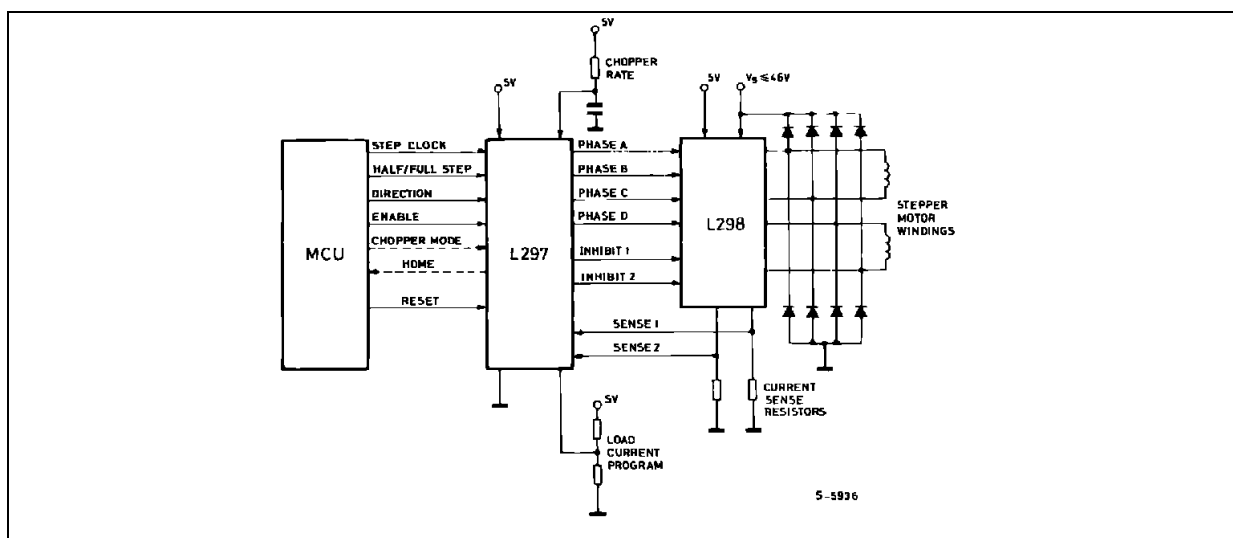 5V
CHOPPER
RATE
5V
5V
Vs≤46V
STEP CLOCK
HALF/FULL STEP
DIRECTION
ENABLE
CHOPPER MODE
HOME
RESET
MCU
L297
PHASE A
PHASE B
PHASE C
PHASE D
INHIBIT 1
INHIBIT 2
SENSE 1
SENSE 2
L298
STEPPER
MOTOR
WINDINGS
CURRENT
SENSE
RESISTORS
5V
LOAD
CURRENT
PROGRAM
S-5936